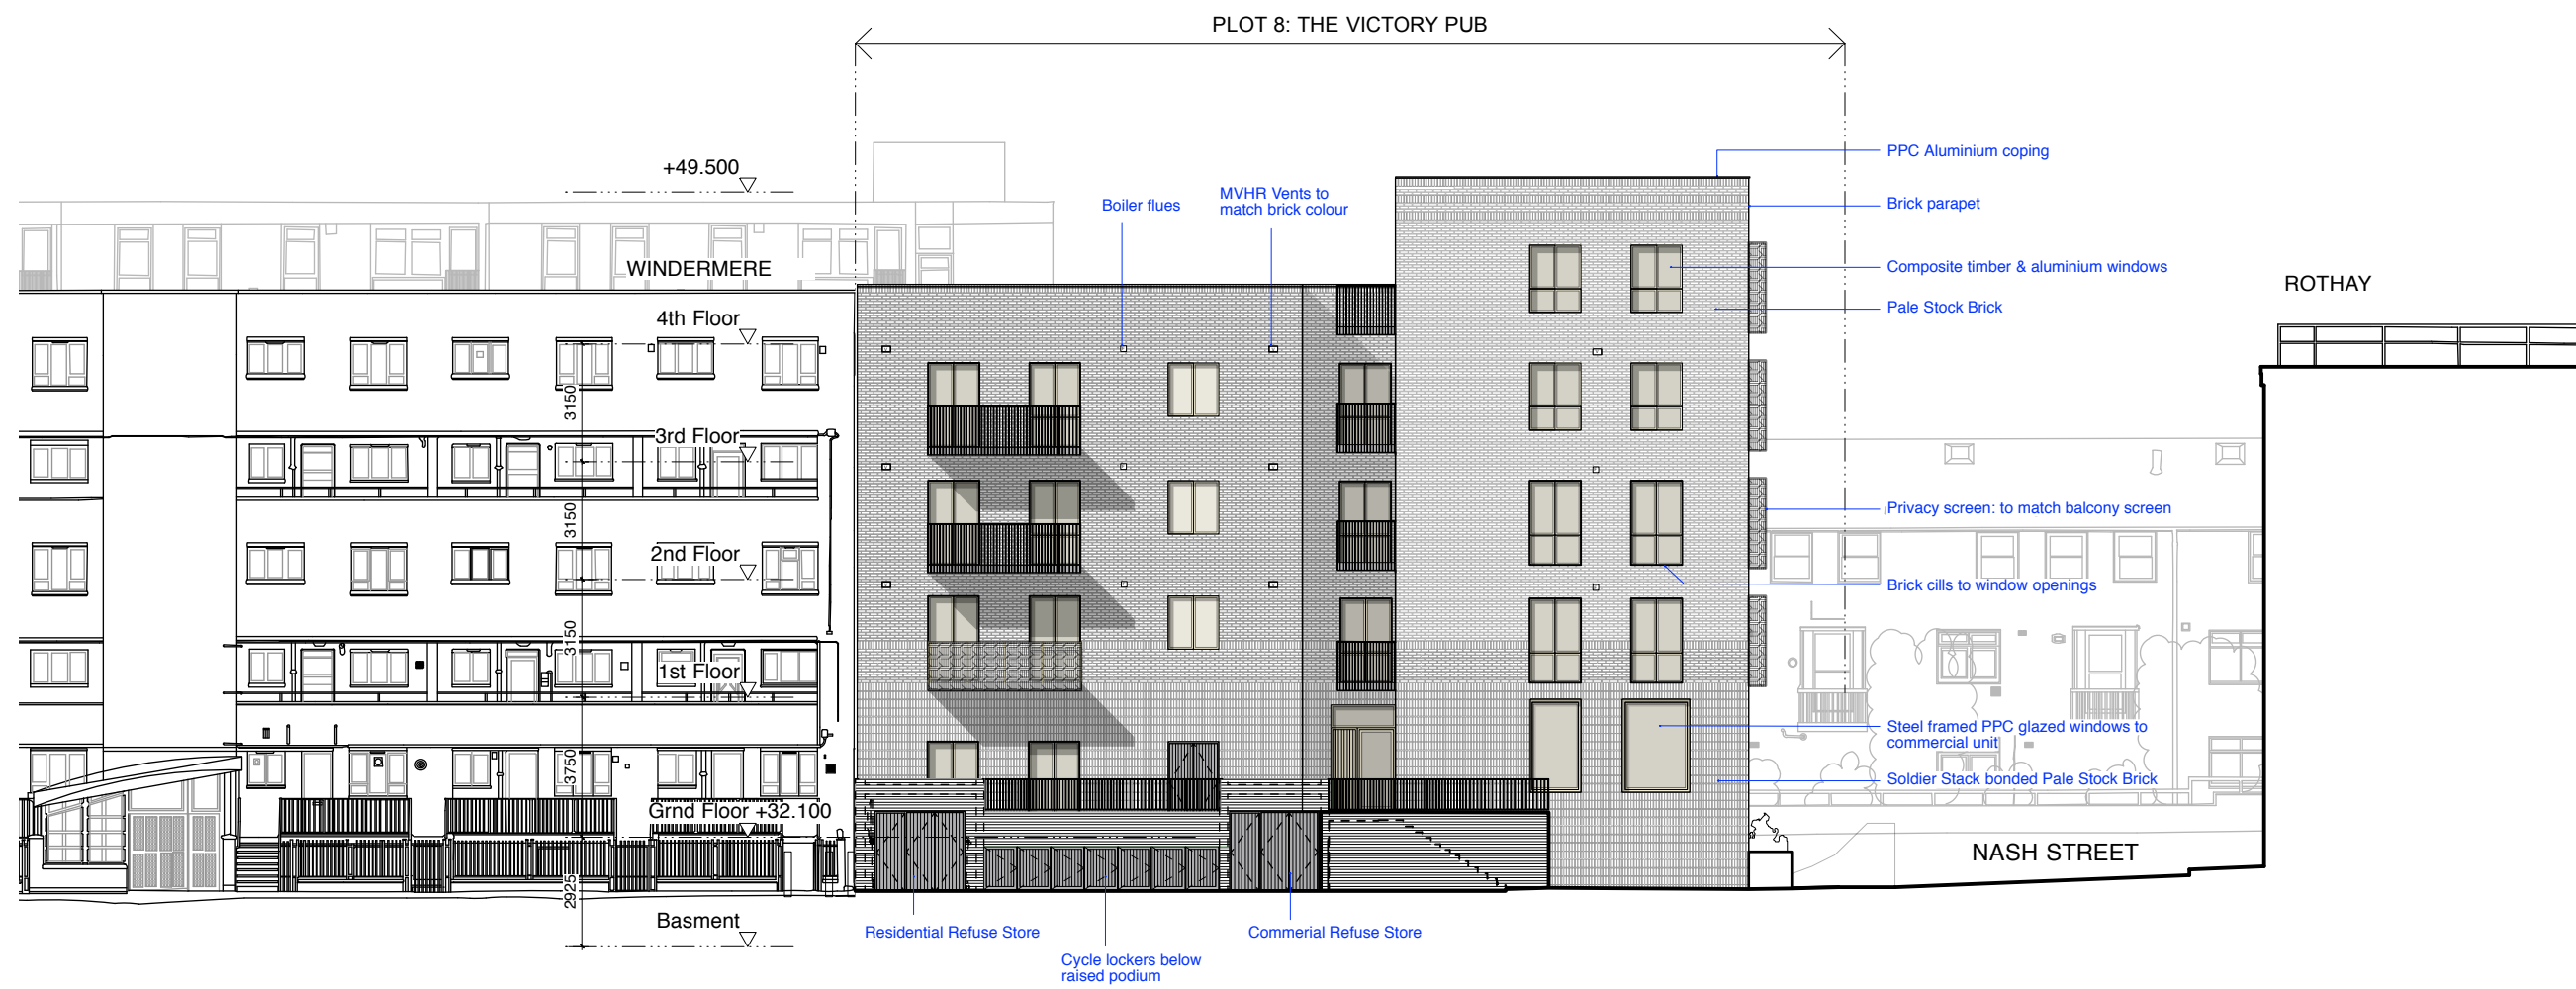 PLOT 8: THE VICTORY PUB
+49.500
WINDERMERE
4th Floor
3150
3rd Floor
3150
2nd Floor
3150
1st Floor
3750
Grnd Floor +32.100
2925
Basment
Boiler flues
MVHR Vents to
match brick colour
PPC Aluminium coping
Brick parapet
Composite timber & aluminium windows
Pale Stock Brick
Privacy screen: to match balcony screen
Brick cills to window openings
Steel framed PPC glazed windows to
commercial unit
Soldier Stack bonded Pale Stock Brick
ROTHAY
NASH STREET
Residential Refuse Store
Cycle lockers below
raised podium
Commerial Refuse Store